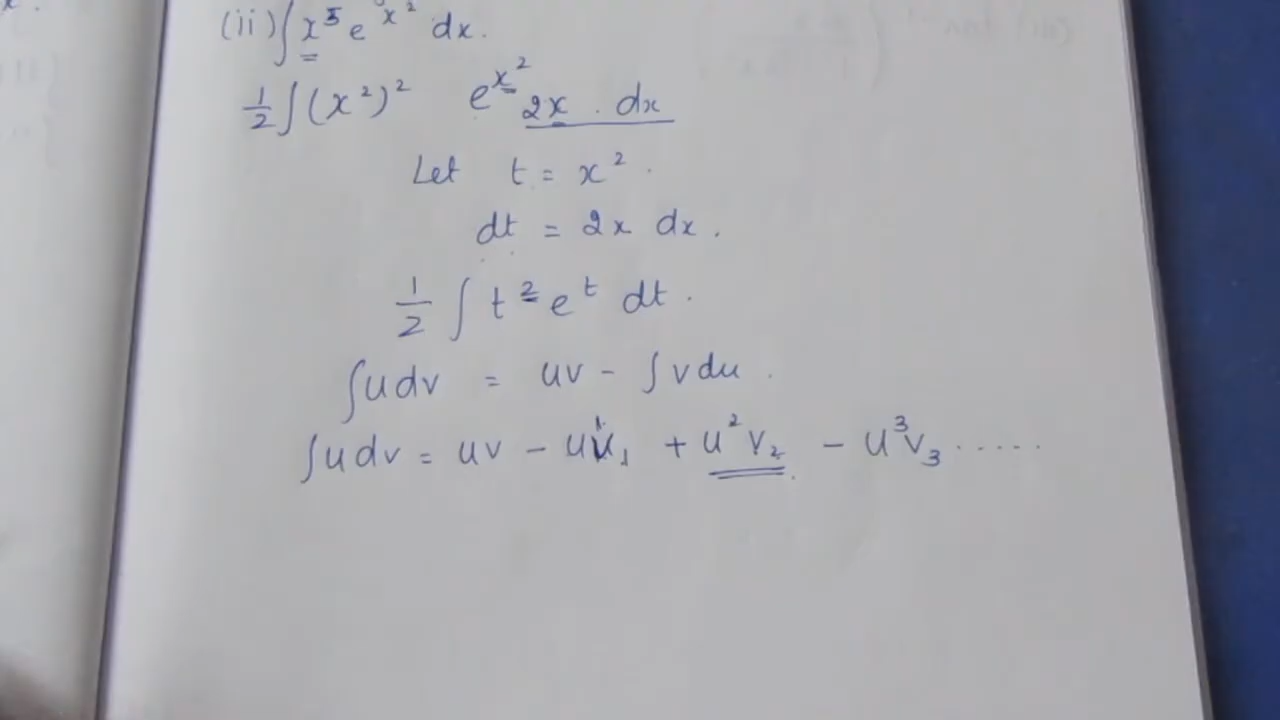 (ii) ∫ x⁵ e^x² dx.
½ ∫ (x²)² e^x² 2x . dx
Let t = x² .
dt = 2x dx .
½ ∫ t² e^t dt .
∫ u dv = uv - ∫ v du .
∫ u dv = uv - u¹v₁ + u²v₂ - u³v₃ .....